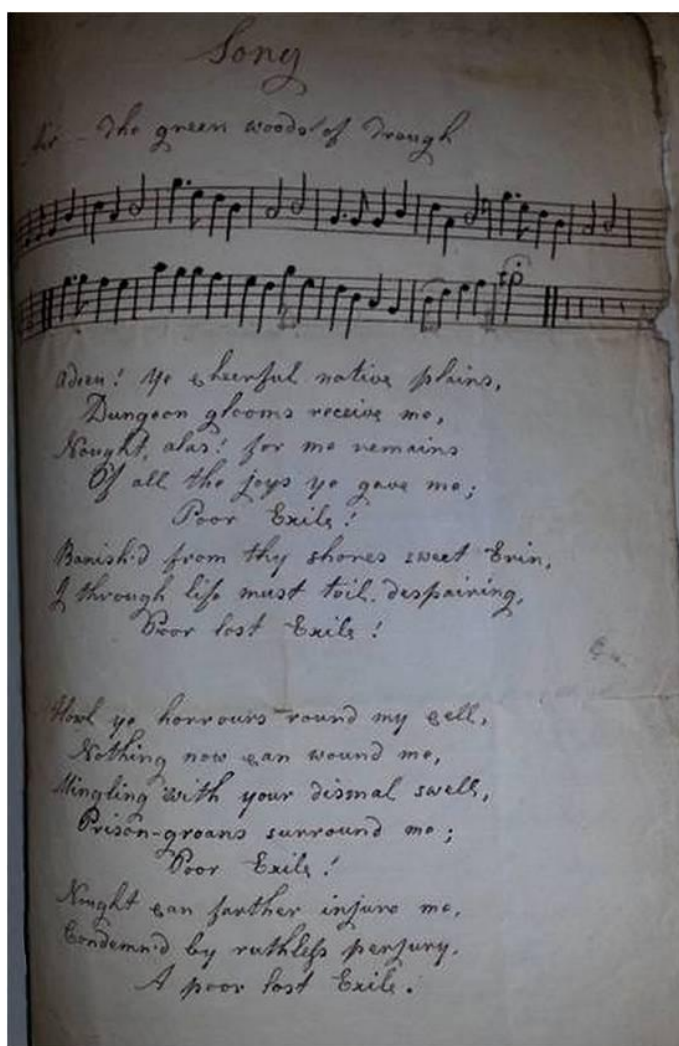 Song
Air - The green woods of Truagh
Adieu! ye cheerful native plains,
Dungeon glooms receive me,
Nought, alas! for me remains
Of all the joys ye gave me;
Poor Exile!
Banish'd from thy shores sweet Erin,
I through life must toil, despairing,
Poor lost Exile!
Howl ye horrours round my cell,
Nothing now can wound me,
Mingling with your dismal swell,
Prison-groans surround me;
Poor Exile!
Nought can farther injure me,
Condemn'd by ruthless perjury,
A poor lost Exile.